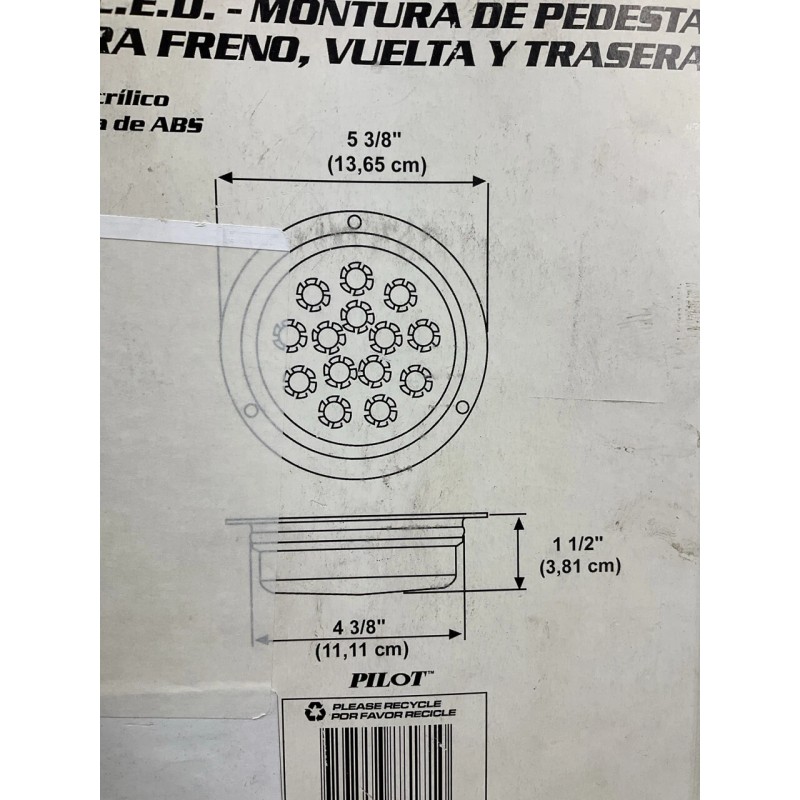 L.E.D. - MONTURA DE PEDESTA
RA FRENO, VUELTA Y TRASERA
crílico
a de ABS
5 3/8"
(13,65 cm)
1 1/2"
(3,81 cm)
4 3/8"
(11,11 cm)
PILOT™
PLEASE RECYCLE
POR FAVOR RECICLE